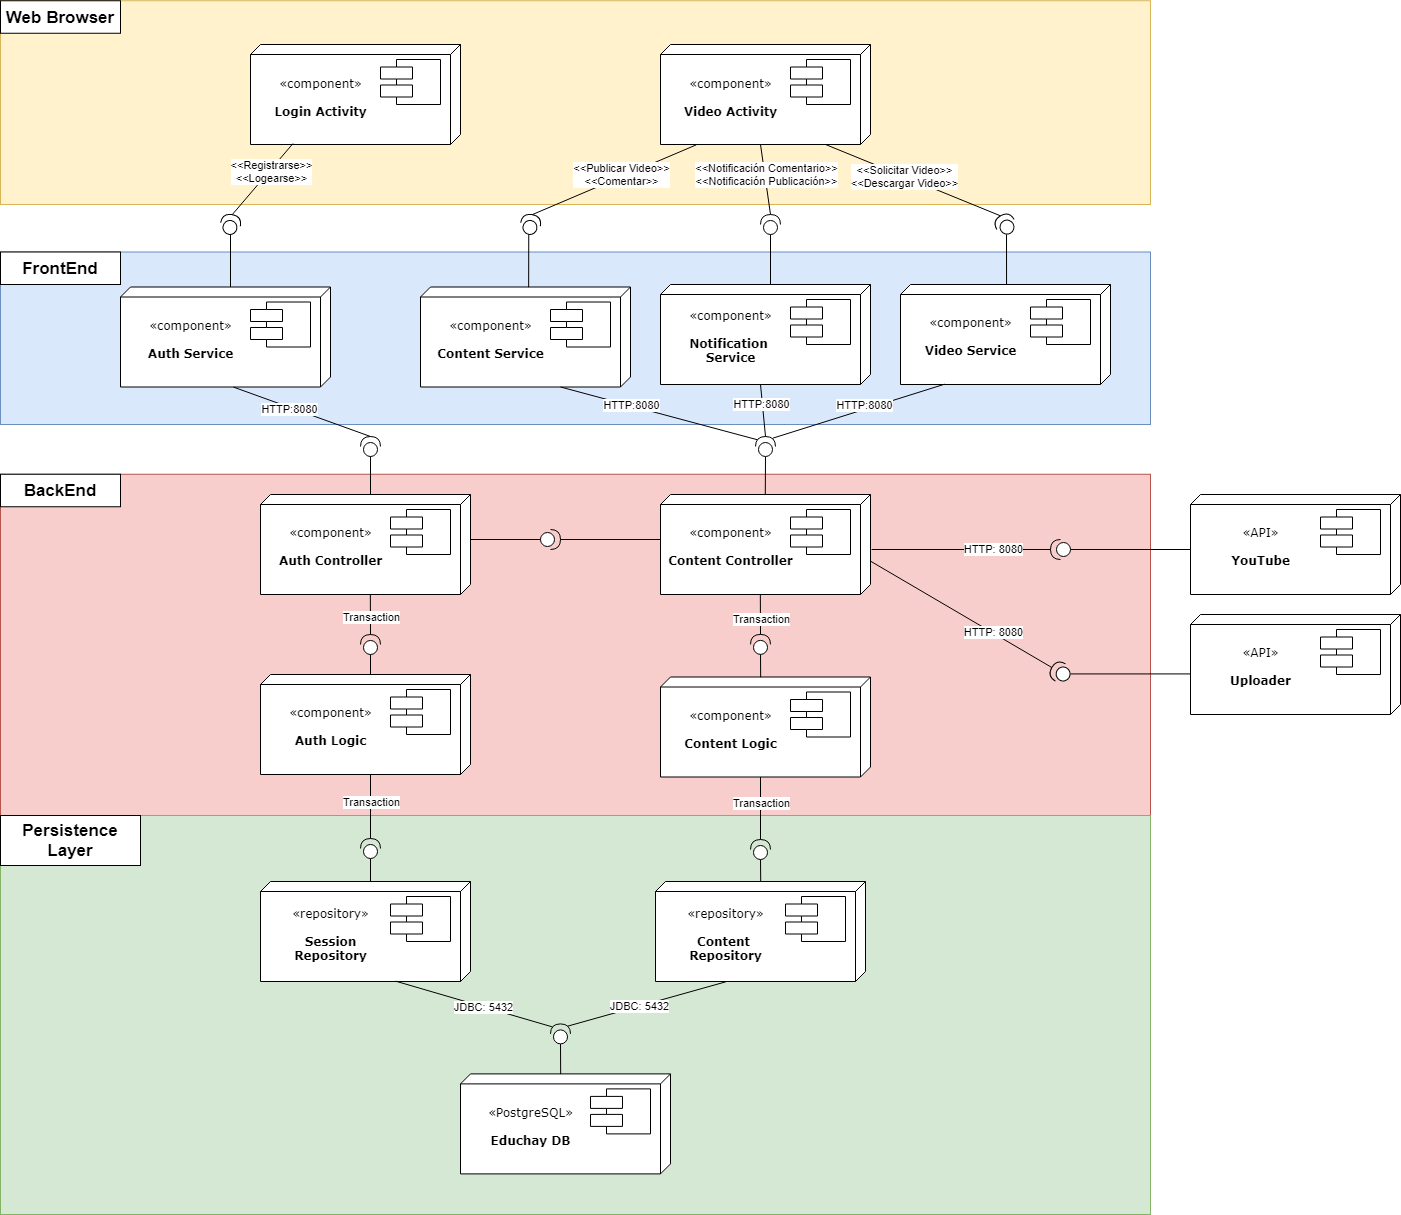 Web Browser
«component»
Login Activity
«component»
Video Activity
<<Registrarse>>
<<Logearse>>
<<Publicar Video>>
<<Comentar>>
<<Notificación Comentario>>
<<Notificación Publicación>>
<<Solicitar Video>>
<<Descargar Video>>
FrontEnd
«component»
Auth Service
«component»
Content Service
«component»
Notification
Service
«component»
Video Service
HTTP:8080
HTTP:8080
HTTP:8080
HTTP:8080
BackEnd
«component»
Auth Controller
«component»
Content Controller
HTTP: 8080
«API»
YouTube
Transaction
Transaction
HTTP: 8080
«API»
Uploader
«component»
Auth Logic
«component»
Content Logic
Transaction
Transaction
Persistence
Layer
«repository»
Session
Repository
«repository»
Content
Repository
JDBC: 5432
JDBC: 5432
«PostgreSQL»
Educhay DB